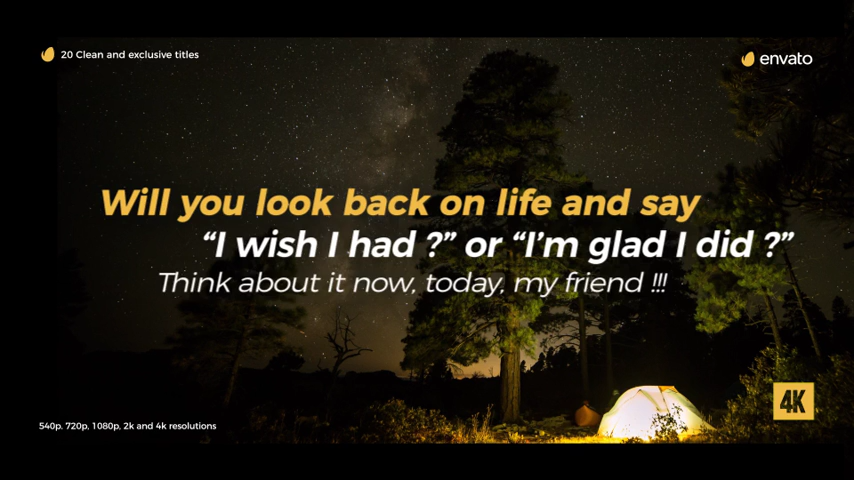 20 Clean and exclusive titles
envato
Will you look back on life and say
“I wish I had ?” or “I’m glad I did ?”
Think about it now, today, my friend !!!
4K
540p, 720p, 1080p, 2k and 4k resolutions